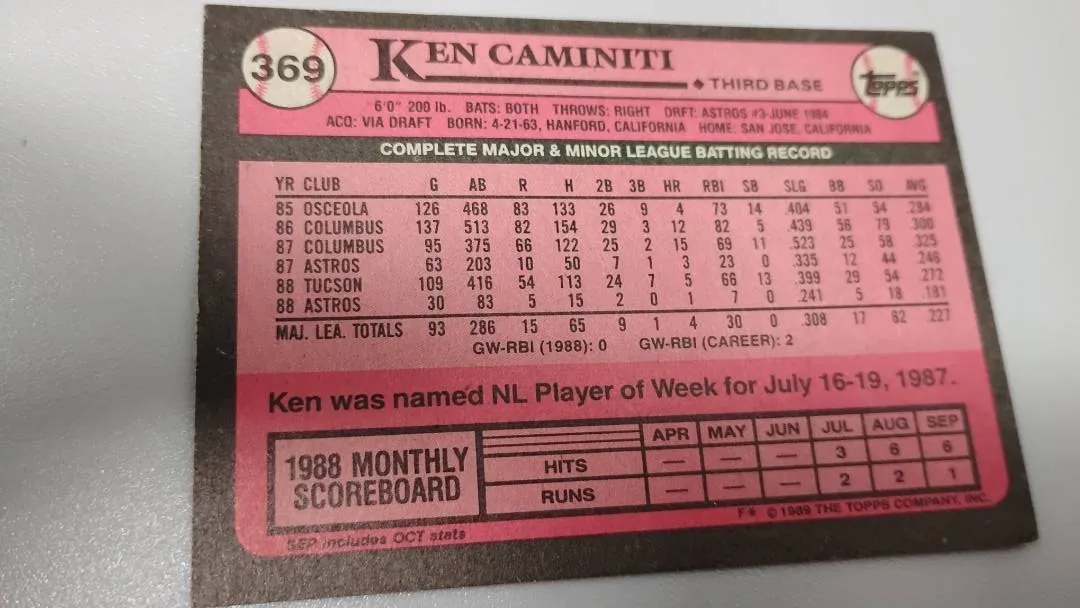 369
KEN CAMINITI
♦ THIRD BASE
TOPPS
6'0" 200 lb. BATS: BOTH THROWS: RIGHT DRFT: ASTROS #3-JUNE 1984
ACQ: VIA DRAFT BORN: 4-21-63, HANFORD, CALIFORNIA HOME: SAN JOSE, CALIFORNIA
COMPLETE MAJOR & MINOR LEAGUE BATTING RECORD
YR CLUB G AB R H 2B 3B HR RBI SB SLG BB SO AVG
85 OSCEOLA 126 468 83 133 26 9 4 73 14 .404 51 54 .284
86 COLUMBUS 137 513 82 154 29 3 12 82 5 .439 56 79 .300
87 COLUMBUS 95 375 66 122 25 2 15 69 11 .523 25 58 .325
87 ASTROS 63 203 10 50 7 1 3 23 0 .335 12 44 .246
88 TUCSON 109 416 54 113 24 7 5 66 13 .399 29 54 .272
88 ASTROS 30 83 5 15 2 0 1 7 0 .241 5 18 .181
MAJ. LEA. TOTALS 93 286 15 65 9 1 4 30 0 .308 17 62 .227
GW-RBI (1988): 0 GW-RBI (CAREER): 2
Ken was named NL Player of Week for July 16-19, 1987.
1988 MONTHLY SCOREBOARD
APR MAY JUN JUL AUG SEP
HITS — — — 3 6 6
RUNS — — — 2 2 1
SEP includes OCT stats
F* © 1989 THE TOPPS COMPANY, INC.